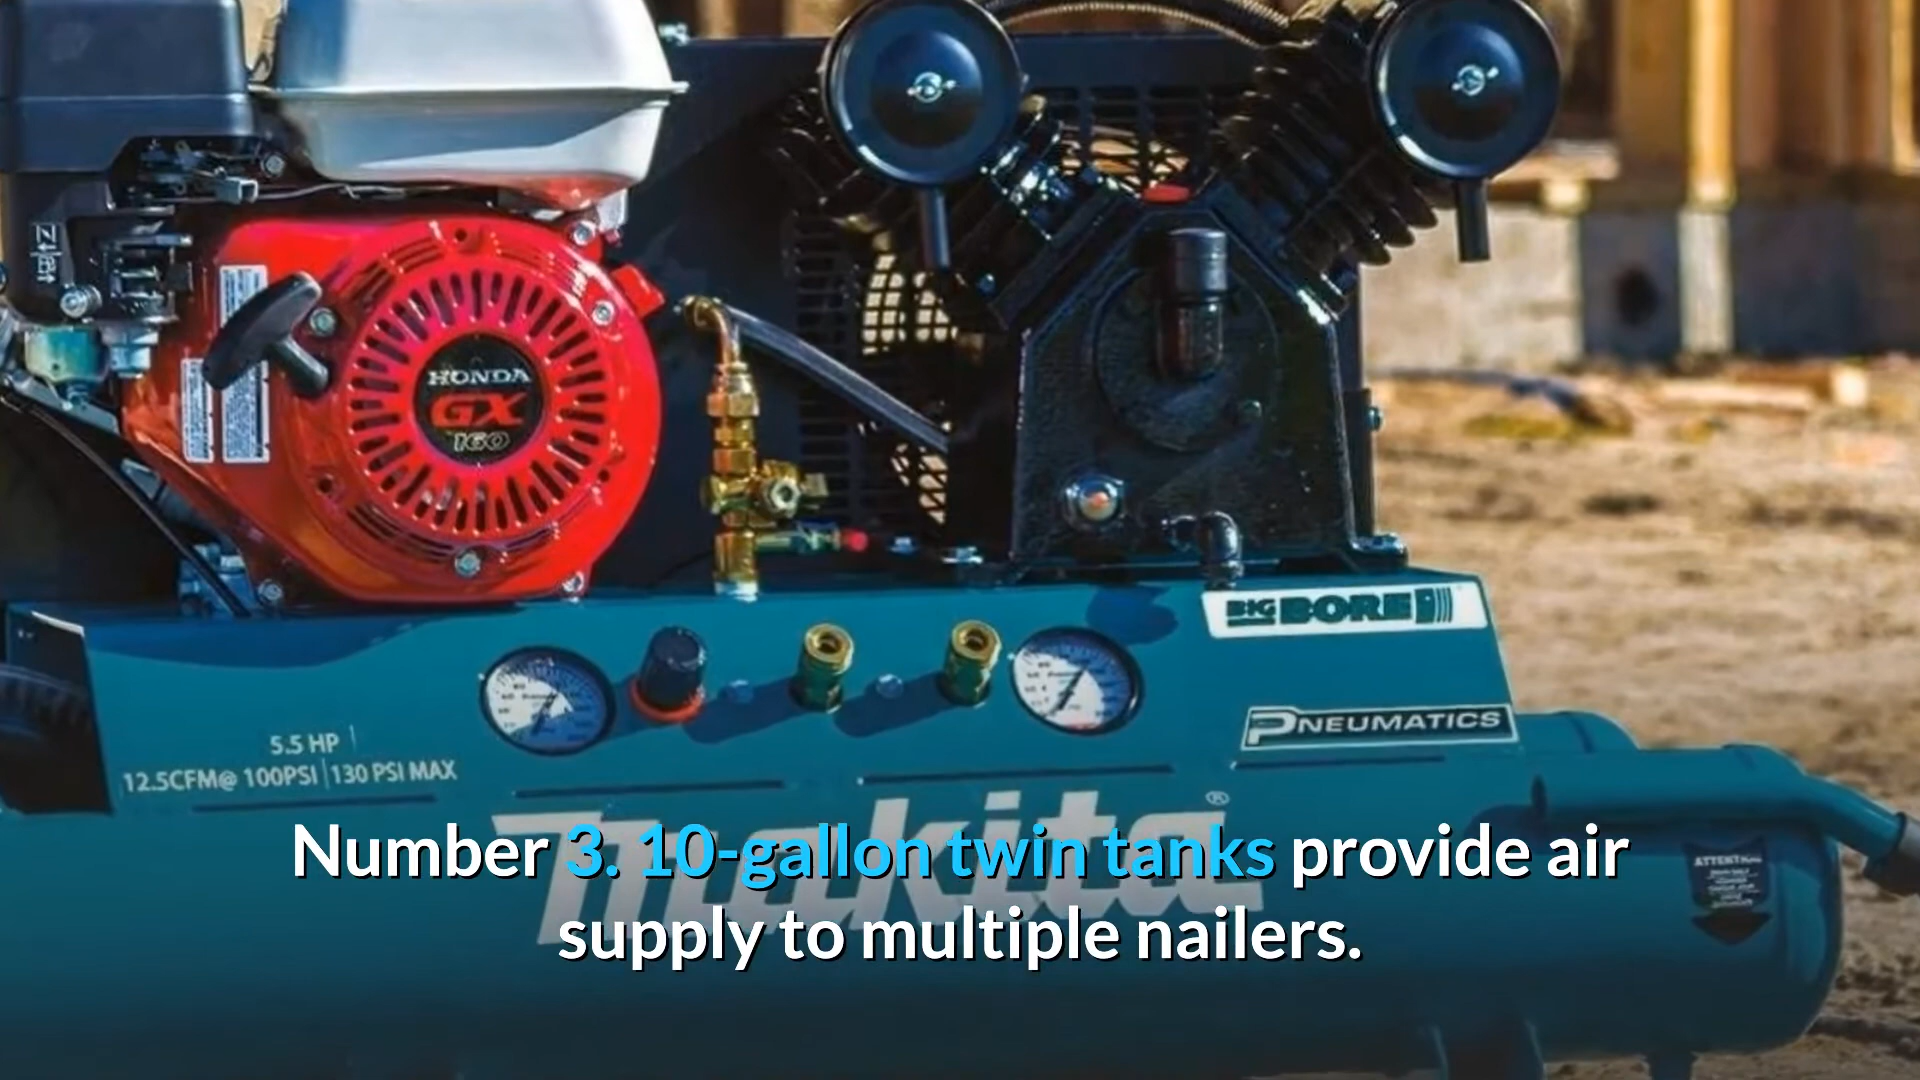 HONDA
GX
160
BIG BORE
PNEUMATICS
5.5 HP
12.5CFM@ 100PSI 130 PSI MAX
makita®
Number 3. 10-gallon twin tanks provide air
supply to multiple nailers.
ATTENTION